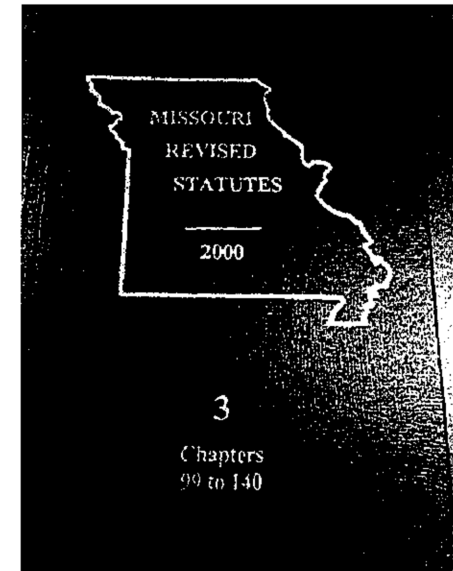 MISSOURI
REVISED
STATUTES
2000
3
Chapters
99 to 140